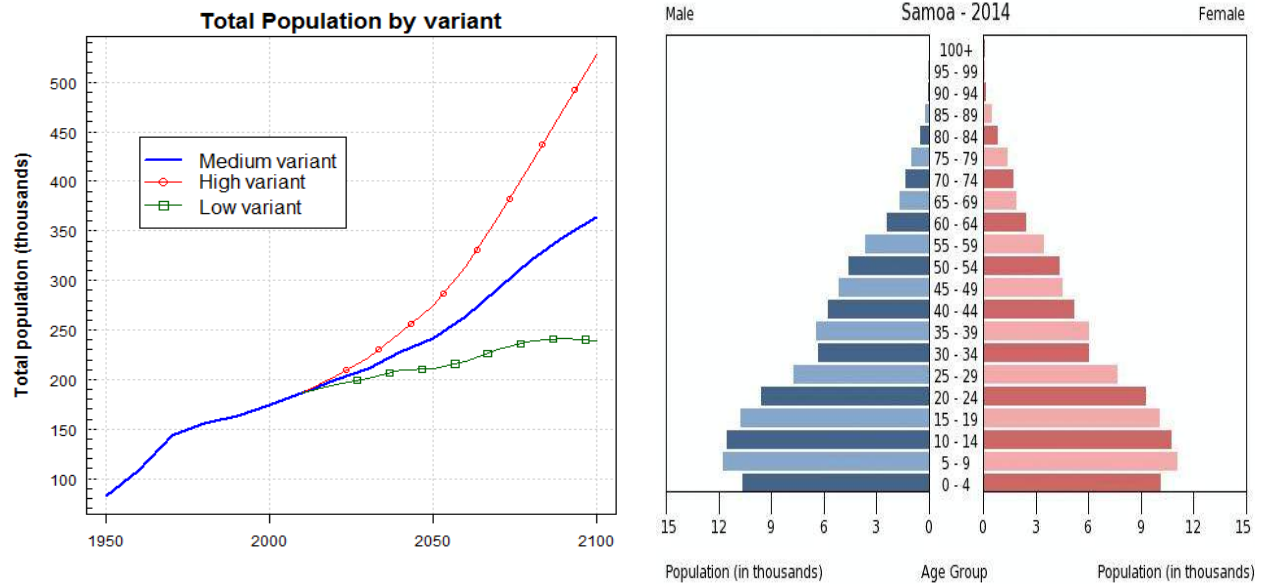 Total Population by variant
Total population (thousands)
500
450
400
350
300
250
200
150
100
Medium variant
High variant
Low variant
1950 2000 2050 2100
Male Samoa - 2014 Female
100+
95 - 99
90 - 94
85 - 89
80 - 84
75 - 79
70 - 74
65 - 69
60 - 64
55 - 59
50 - 54
45 - 49
40 - 44
35 - 39
30 - 34
25 - 29
20 - 24
15 - 19
10 - 14
5 - 9
0 - 4
15 12 9 6 3 0 0 3 6 9 12 15
Population (in thousands) Age Group Population (in thousands)